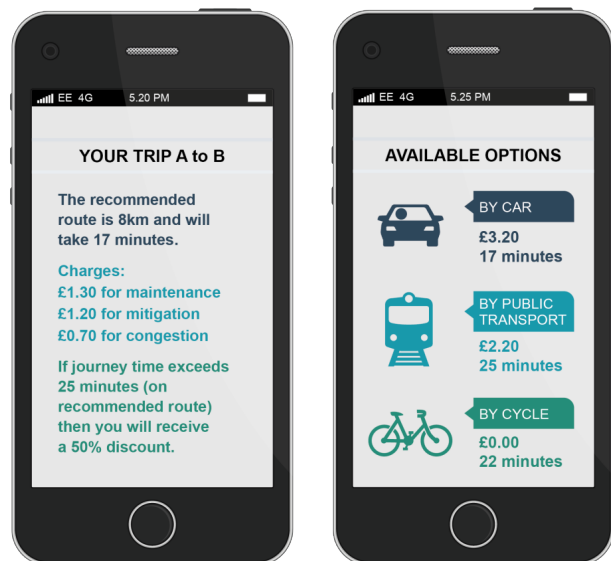 EE 4G 5.20 PM
YOUR TRIP A to B
The recommended
route is 8km and will
take 17 minutes.
Charges:
£1.30 for maintenance
£1.20 for mitigation
£0.70 for congestion
If journey time exceeds
25 minutes (on
recommended route)
then you will receive
a 50% discount.
EE 4G 5.25 PM
AVAILABLE OPTIONS
BY CAR
£3.20
17 minutes
BY PUBLIC
TRANSPORT
£2.20
25 minutes
BY CYCLE
£0.00
22 minutes